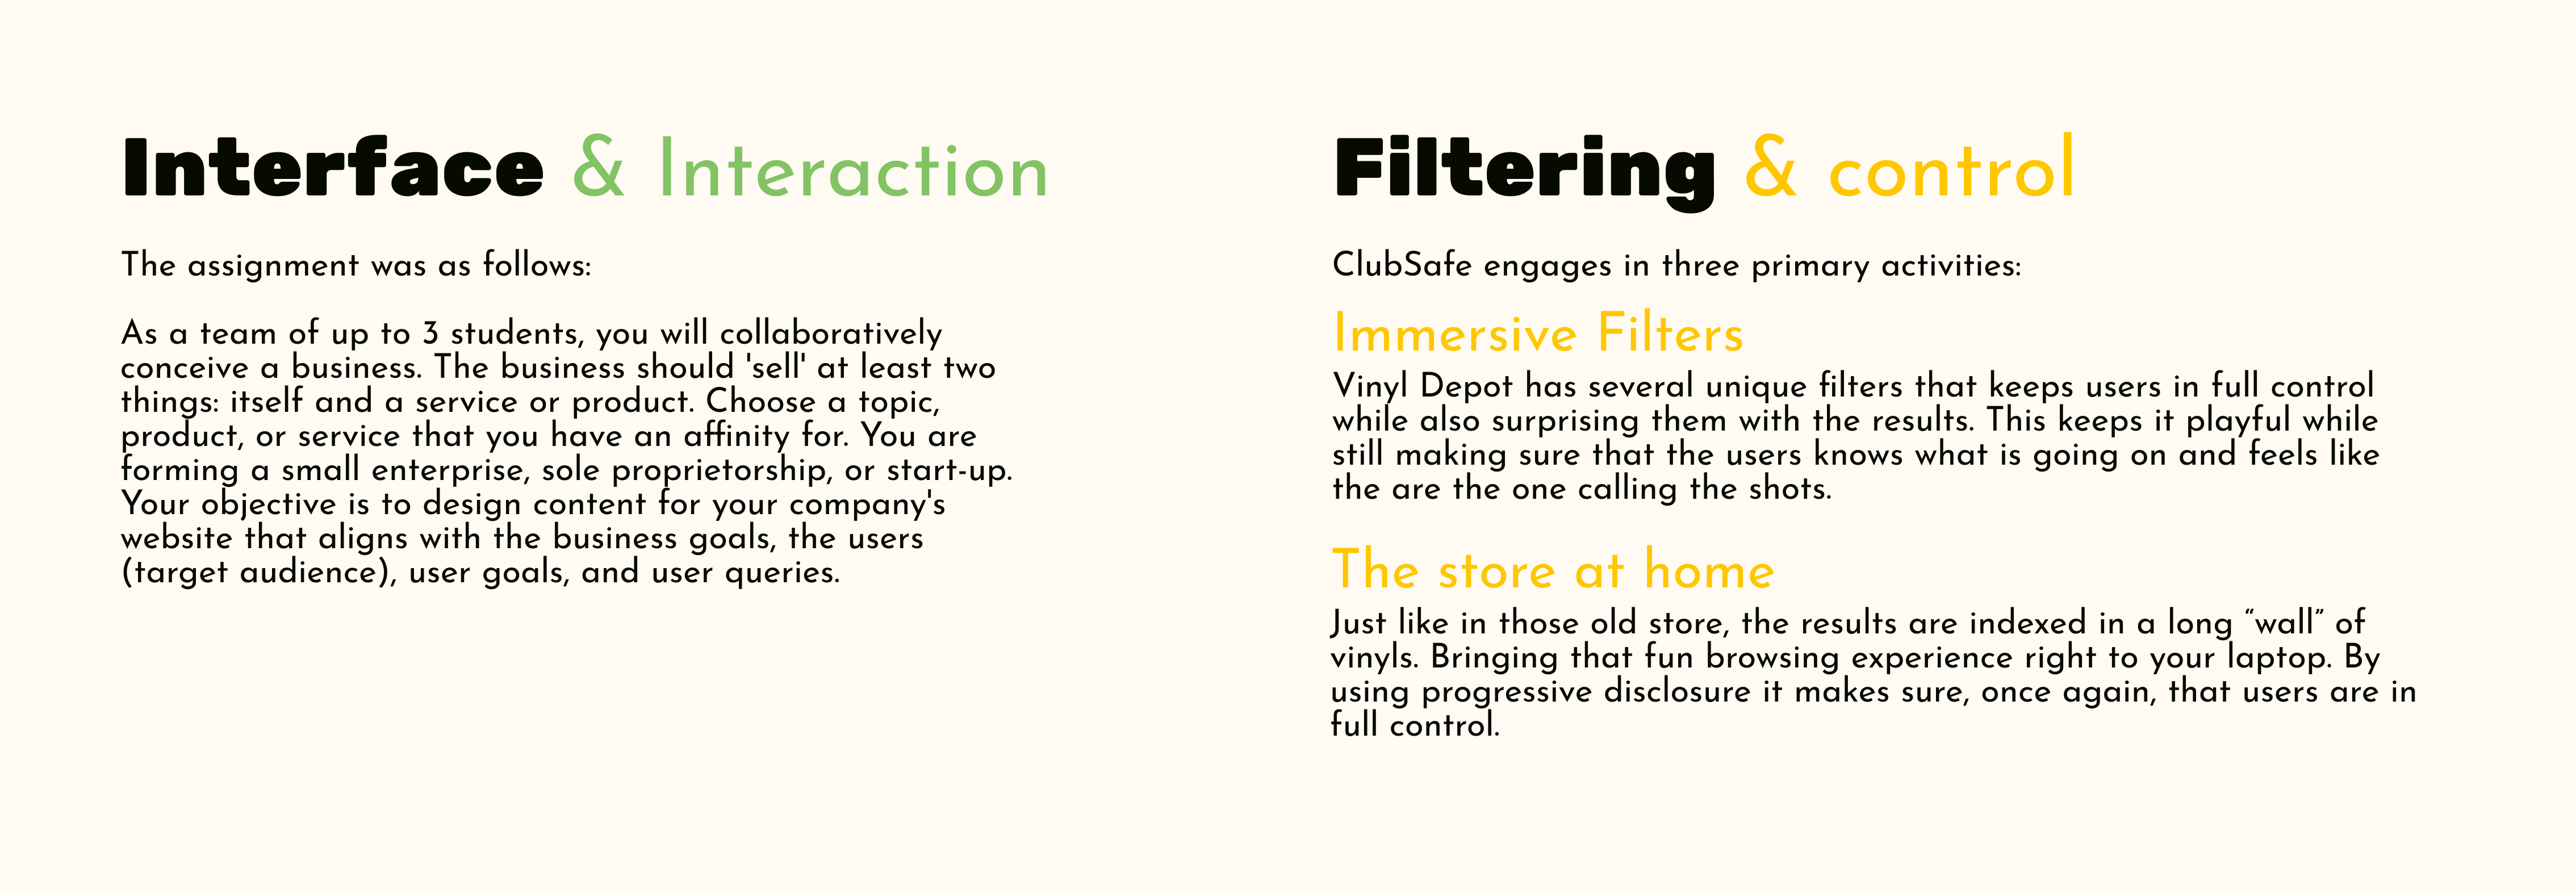 Interface & Interaction
The assignment was as follows:
As a team of up to 3 students, you will collaboratively
conceive a business. The business should 'sell' at least two
things: itself and a service or product. Choose a topic,
product, or service that you have an affinity for. You are
forming a small enterprise, sole proprietorship, or start-up.
Your objective is to design content for your company's
website that aligns with the business goals, the users
(target audience), user goals, and user queries.
Filtering & control
ClubSafe engages in three primary activities:
Immersive Filters
Vinyl Depot has several unique filters that keeps users in full control
while also surprising them with the results. This keeps it playful while
still making sure that the users knows what is going on and feels like
the are the one calling the shots.
The store at home
Just like in those old store, the results are indexed in a long “wall” of
vinyls. Bringing that fun browsing experience right to your laptop. By
using progressive disclosure it makes sure, once again, that users are in
full control.